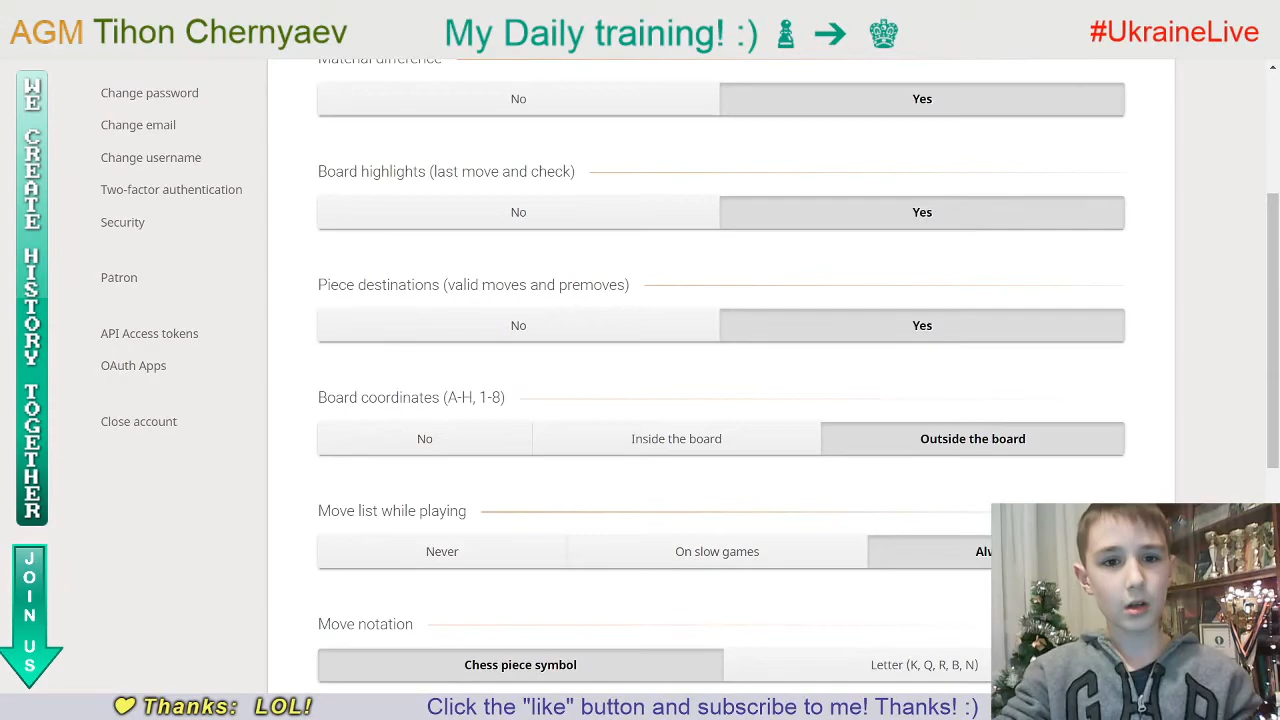 AGM Tihon Chernyaev
My Daily training! :) ♟ → ♚
#UkraineLive
WE CREATE HISTORY TOGETHER
JOIN US
Change password
Change email
Change username
Two-factor authentication
Security
Patron
API Access tokens
OAuth Apps
Close account
Material difference
No Yes
Board highlights (last move and check)
No Yes
Piece destinations (valid moves and premoves)
No Yes
Board coordinates (A-H, 1-8)
No Inside the board Outside the board
Move list while playing
Never On slow games
Move notation
Chess piece symbol Letter (K, Q, R, B, N)
Thanks: LOL!
Click the "like" button and subscribe to me! Thanks! :)